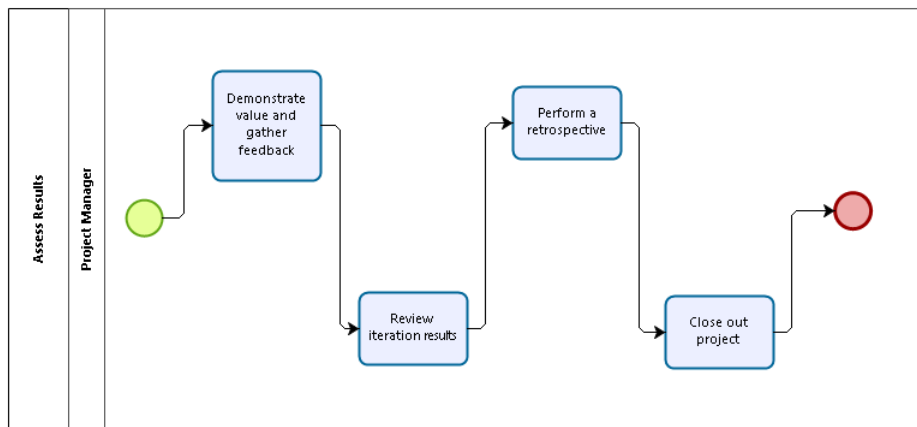 Assess Results
Project Manager
Demonstrate
value and
gather
feedback
Review
iteration results
Perform a
retrospective
Close out
project